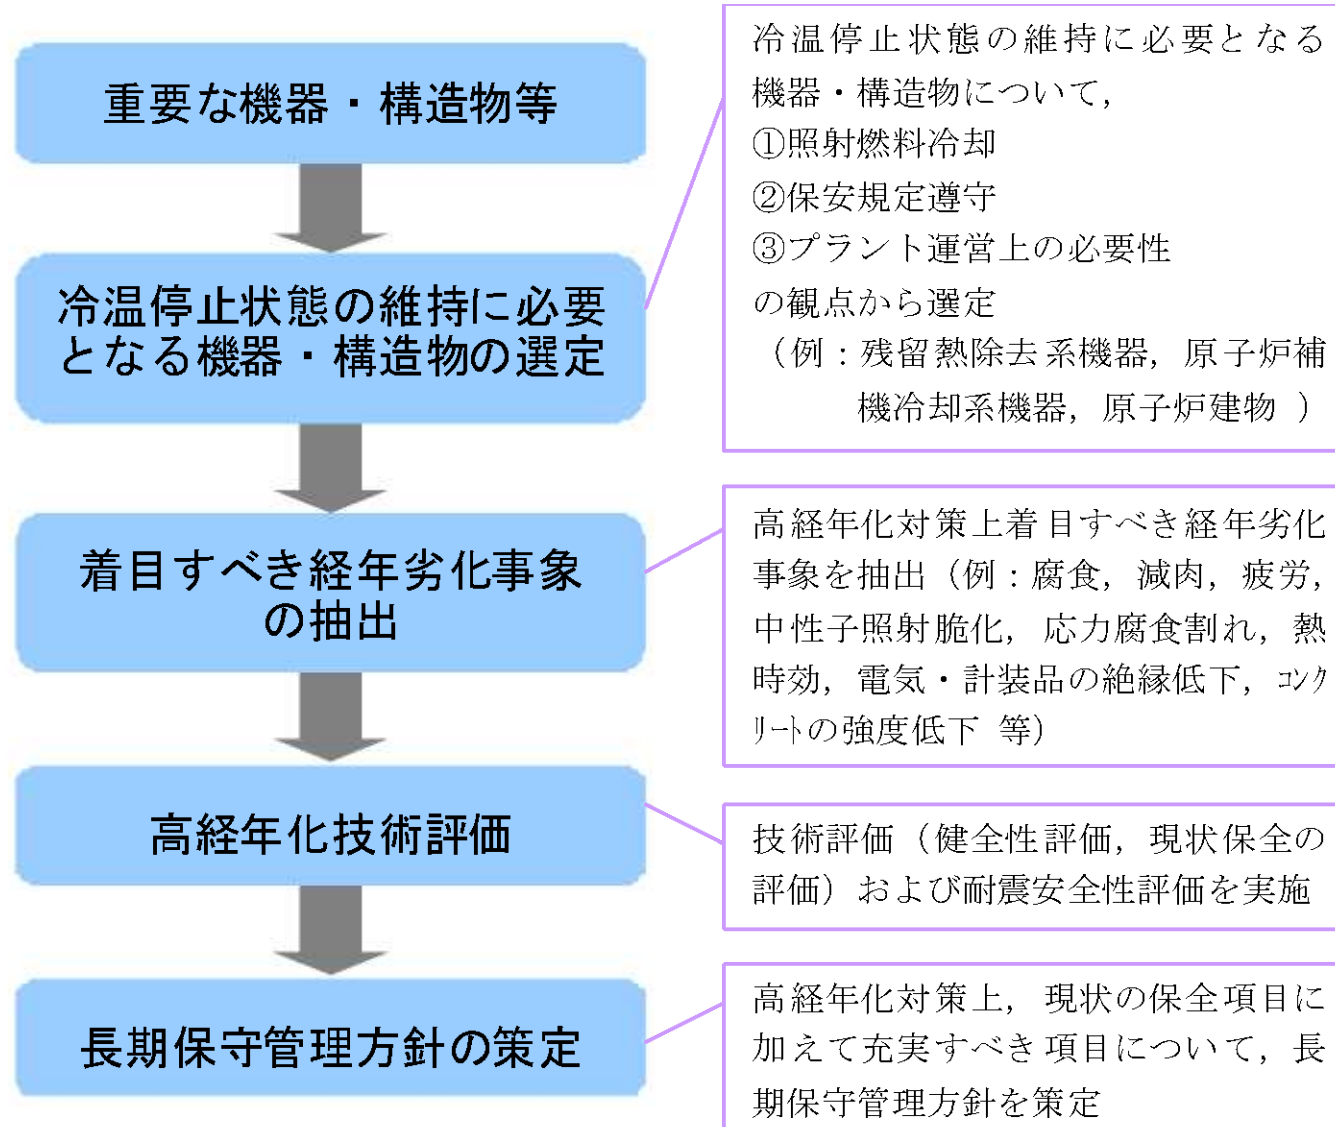 重要な機器・構造物等
冷温停止状態の維持に必要
となる機器・構造物の選定
着目すべき経年劣化事象
の抽出
高経年化技術評価
長期保守管理方針の策定
冷温停止状態の維持に必要となる
機器・構造物について，
①照射燃料冷却
②保安規定遵守
③プラント運営上の必要性
の観点から選定
（例：残留熱除去系機器，原子炉補
機冷却系機器，原子炉建物 ）
高経年化対策上着目すべき経年劣化
事象を抽出（例：腐食，減肉，疲労，
中性子照射脆化，応力腐食割れ，熱
時効，電気・計装品の絶縁低下，ｺﾝｸ
ﾘｰﾄの強度低下 等）
技術評価（健全性評価，現状保全の
評価）および耐震安全性評価を実施
高経年化対策上，現状の保全項目に
加えて充実すべき項目について，長
期保守管理方針を策定